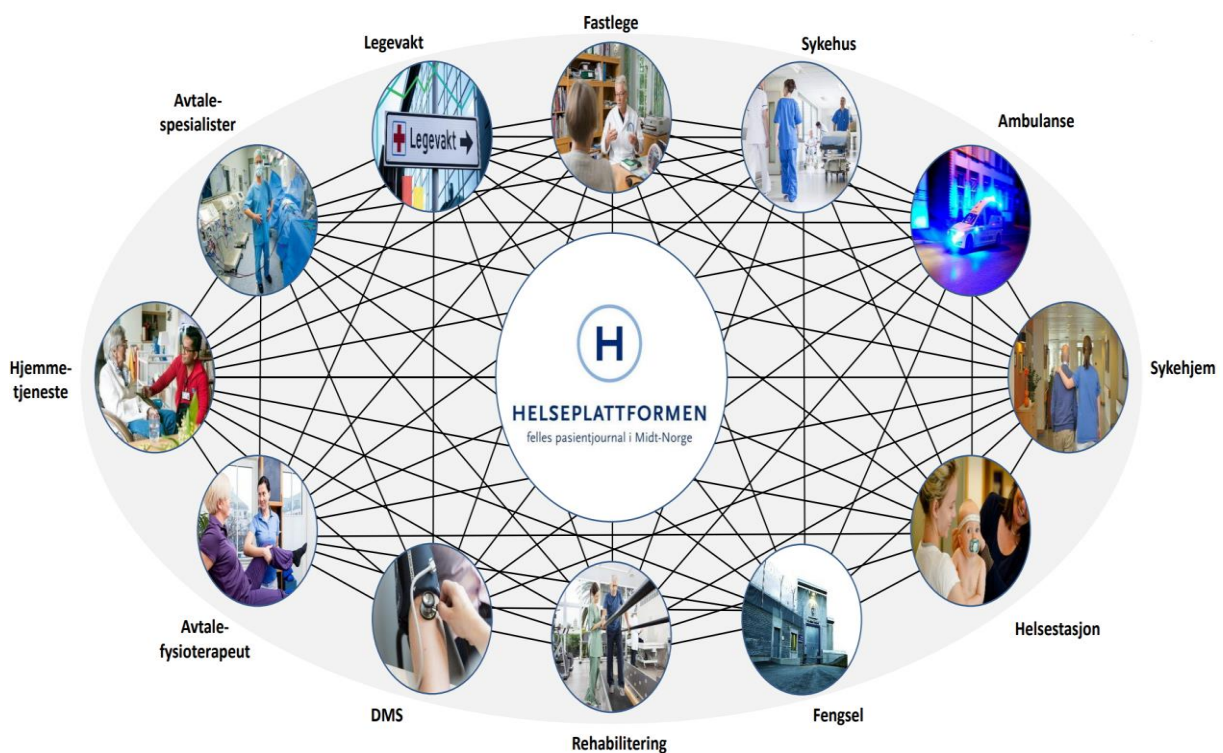 Fastlege
Legevakt
Sykehus
Avtale-
spesialister
Ambulanse
Legevakt
Hjemme-
tjeneste
Sykehjem
H
HELSEPLATTFORMEN
felles pasientjournal i Midt-Norge
Avtale-
fysioterapeut
Helsestasjon
DMS
Fengsel
Rehabilitering